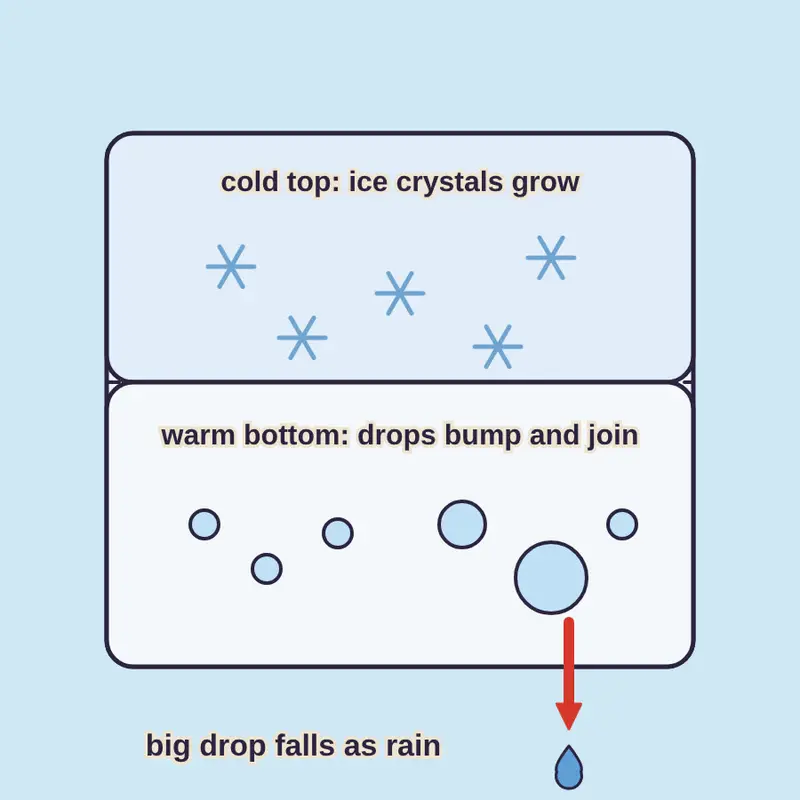 cold top: ice crystals grow
warm bottom: drops bump and join
big drop falls as rain